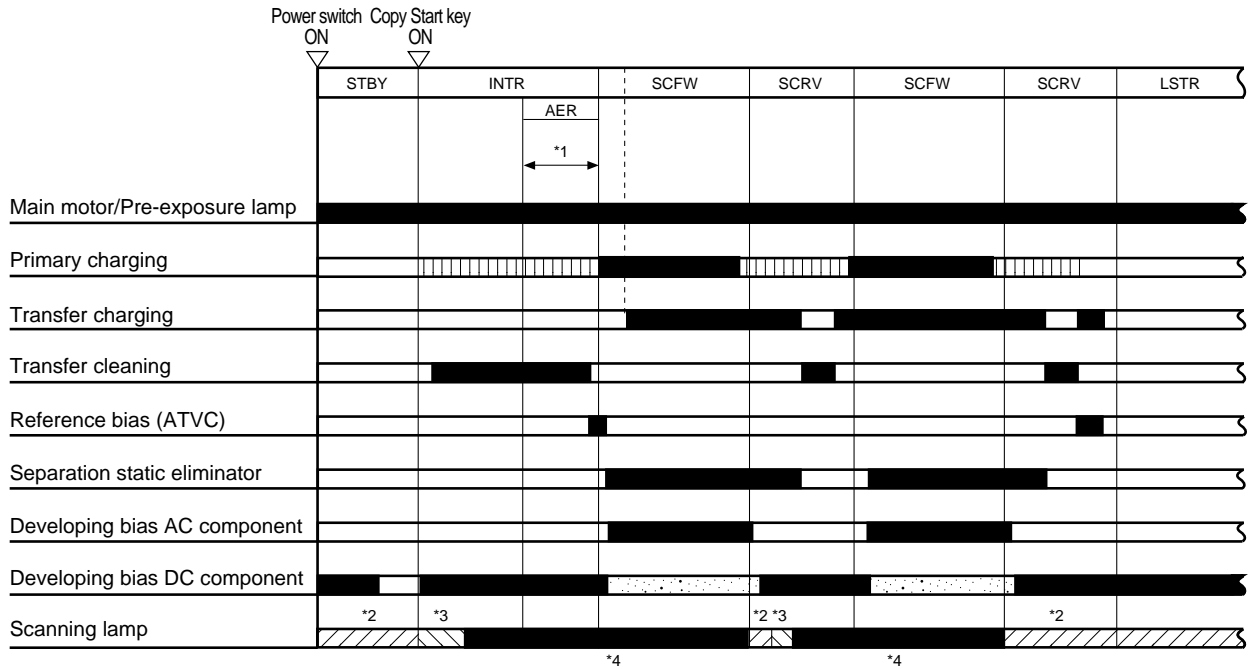 Power switch Copy Start key
ON ON
STBY INTR SCFW SCRV SCFW SCRV LSTR
AER
*1
Main motor/Pre-exposure lamp
Primary charging
Transfer charging
Transfer cleaning
Reference bias (ATVC)
Separation static eliminator
Developing bias AC component
Developing bias DC component
*2 *3 *2 *3 *2
Scanning lamp
*4 *4